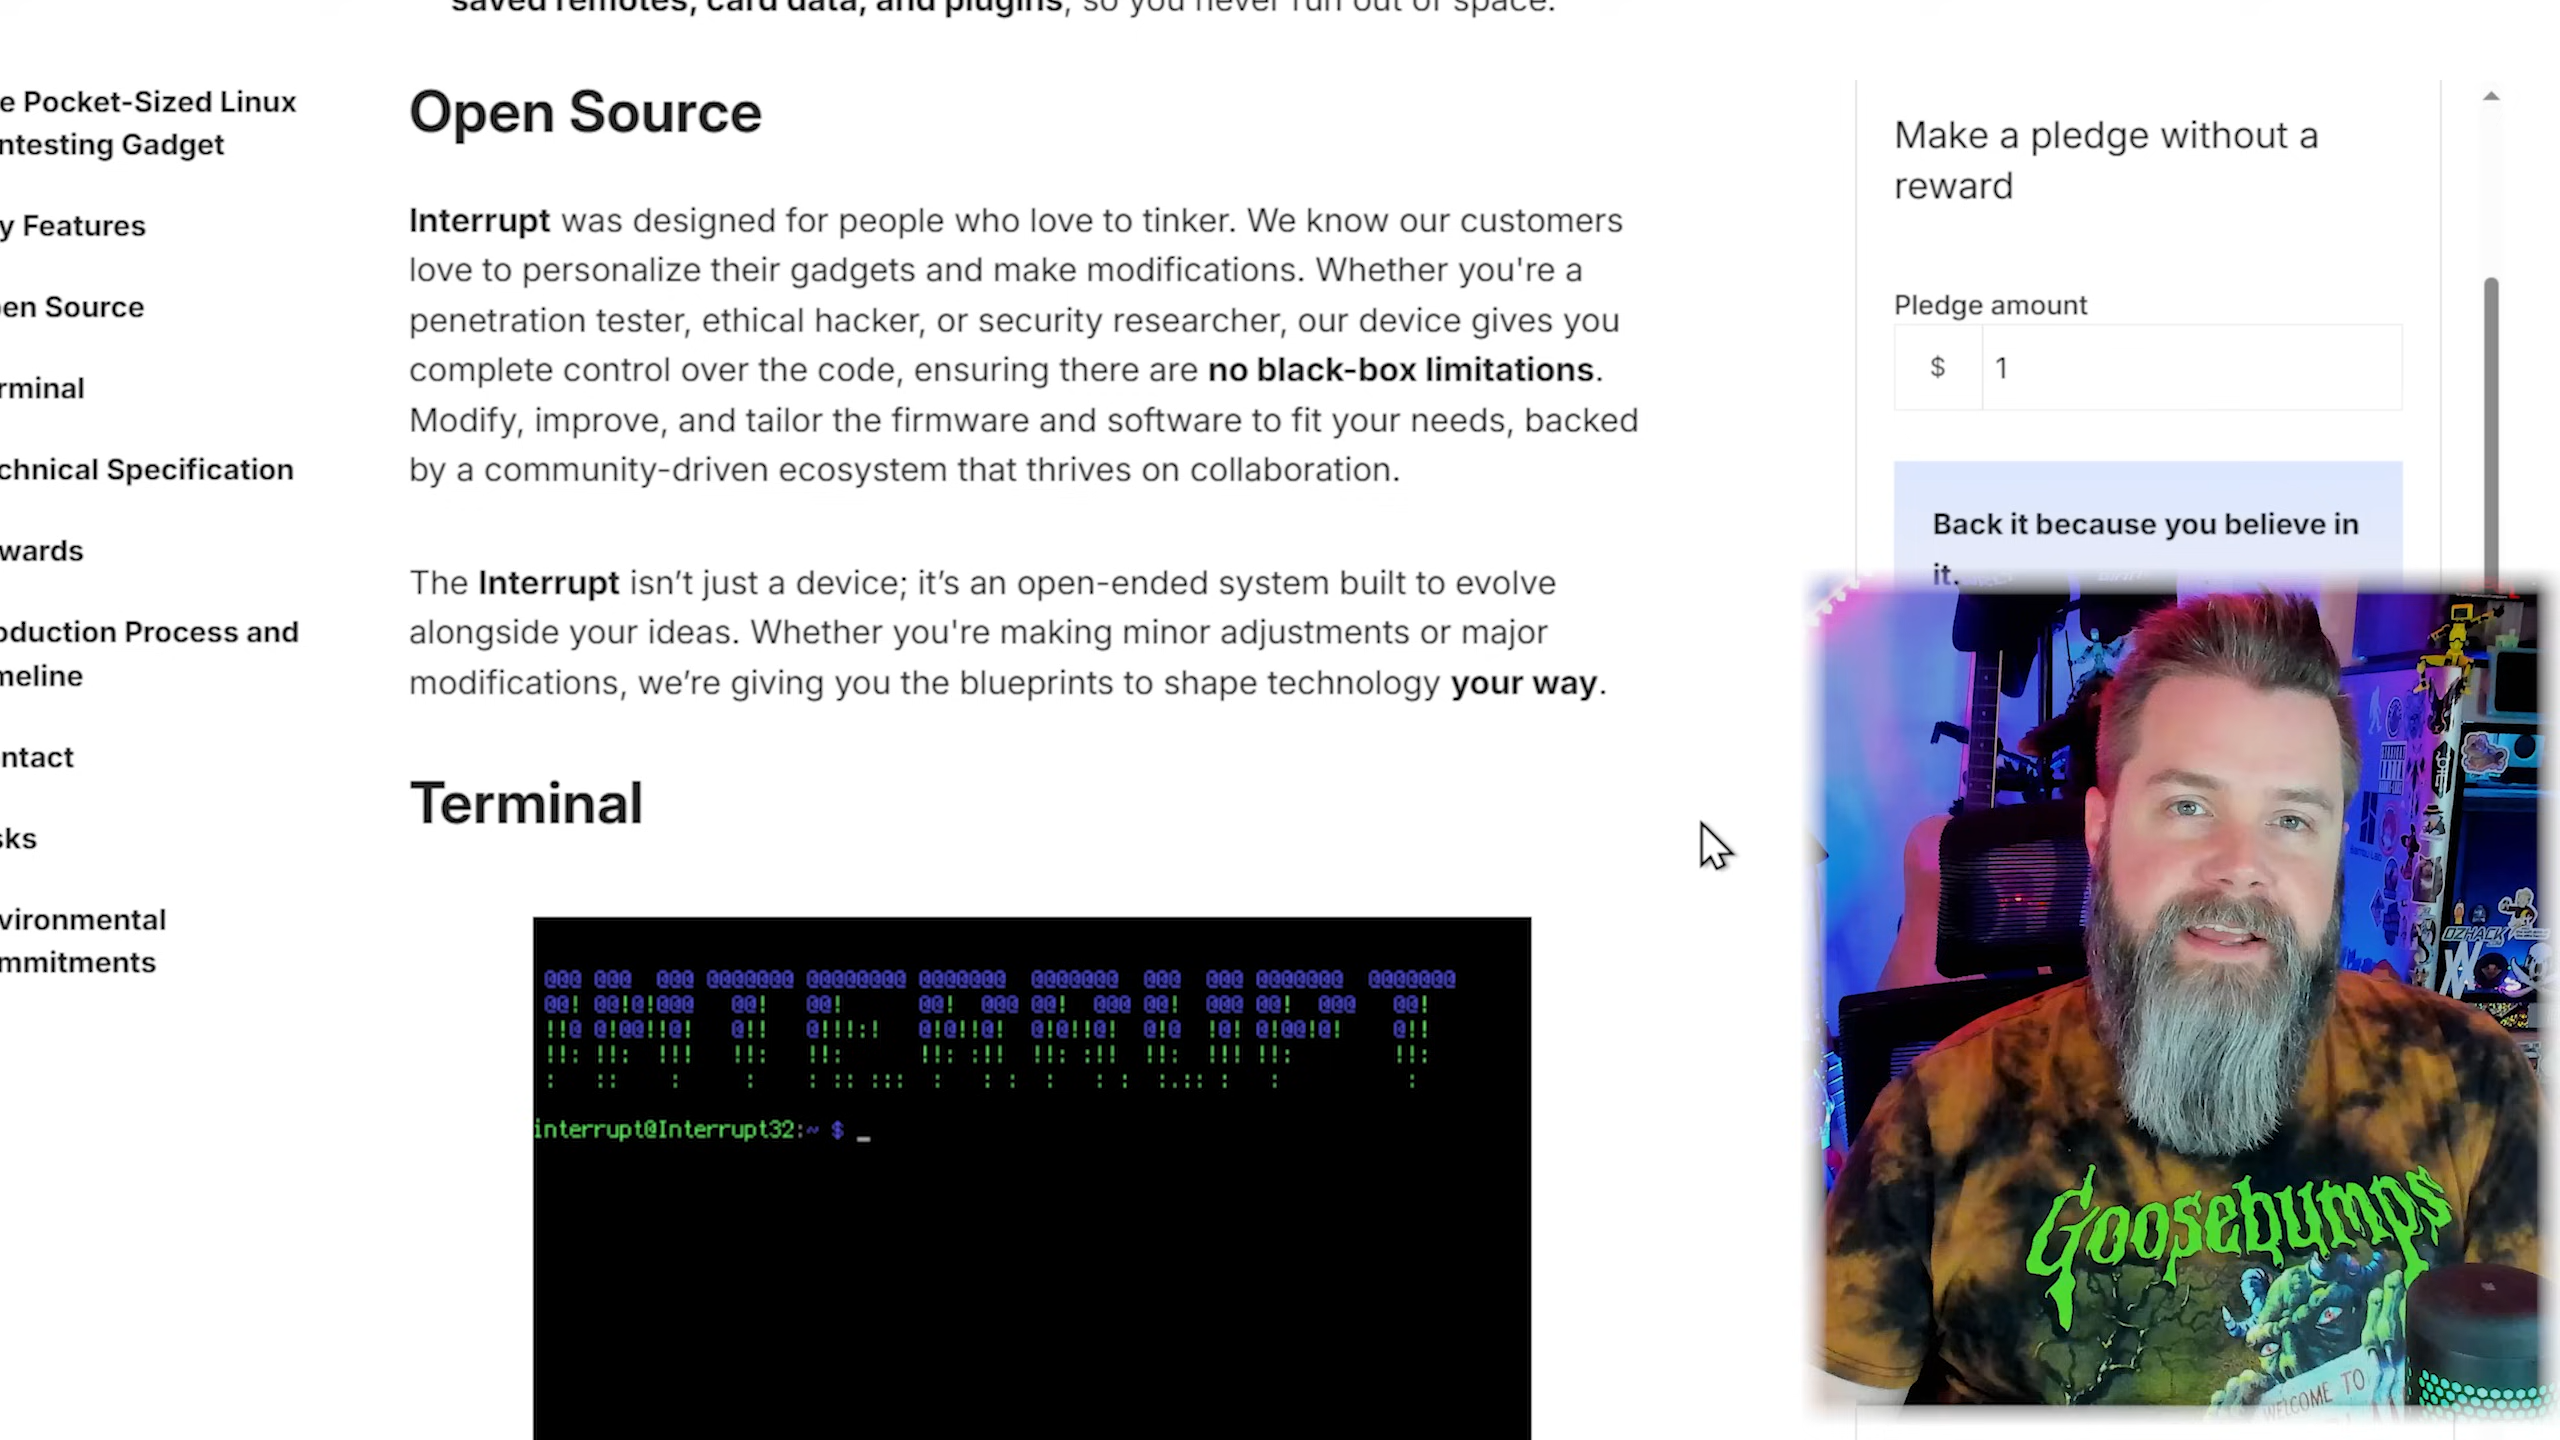 saved remotes, card data, and plugins, so you never run out of space.
e Pocket-Sized Linux
ntesting Gadget
y Features
en Source
rminal
chnical Specification
wards
oduction Process and
meline
ntact
sks
vironmental
mmitments
Open Source
Interrupt was designed for people who love to tinker. We know our customers
love to personalize their gadgets and make modifications. Whether you're a
penetration tester, ethical hacker, or security researcher, our device gives you
complete control over the code, ensuring there are no black-box limitations.
Modify, improve, and tailor the firmware and software to fit your needs, backed
by a community-driven ecosystem that thrives on collaboration.
The Interrupt isn’t just a device; it’s an open-ended system built to evolve
alongside your ideas. Whether you're making minor adjustments or major
modifications, we’re giving you the blueprints to shape technology your way.
Terminal
INTERRUPT
interrupt@Interrupt32:~ $ _
Make a pledge without a
reward
Pledge amount
$ 1
Back it because you believe in
it.
OZHACK
Goosebumps
WELCOME TO